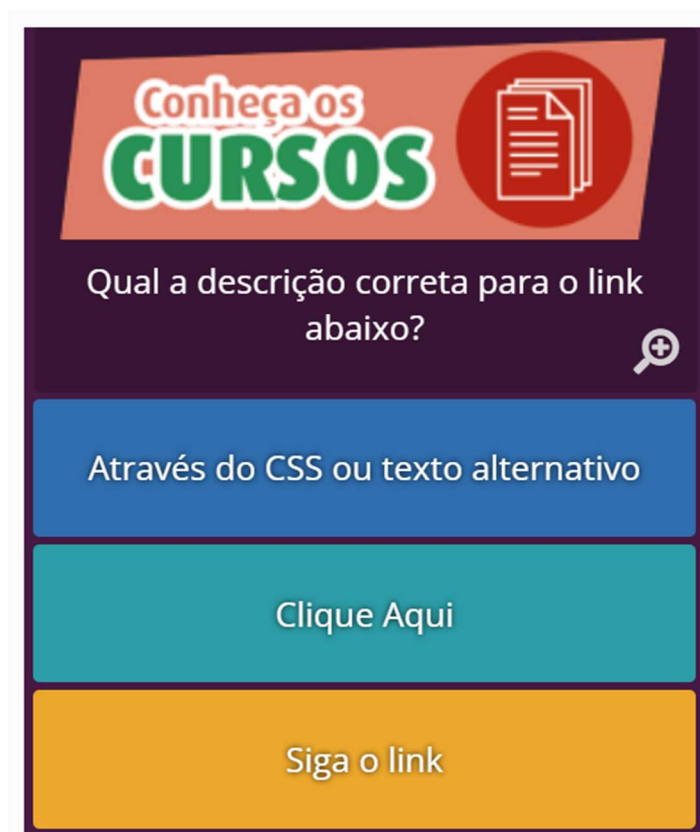 Conheça os
CURSOS
Qual a descrição correta para o link
abaixo?
Através do CSS ou texto alternativo
Clique Aqui
Siga o link